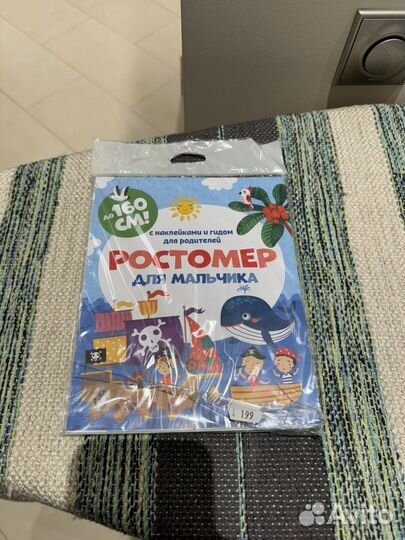 ДО 160
СМ!
с наклейками и гидом
для родителей
РОСТОМЕР
ДЛЯ МАЛЬЧИКА
199
Avito